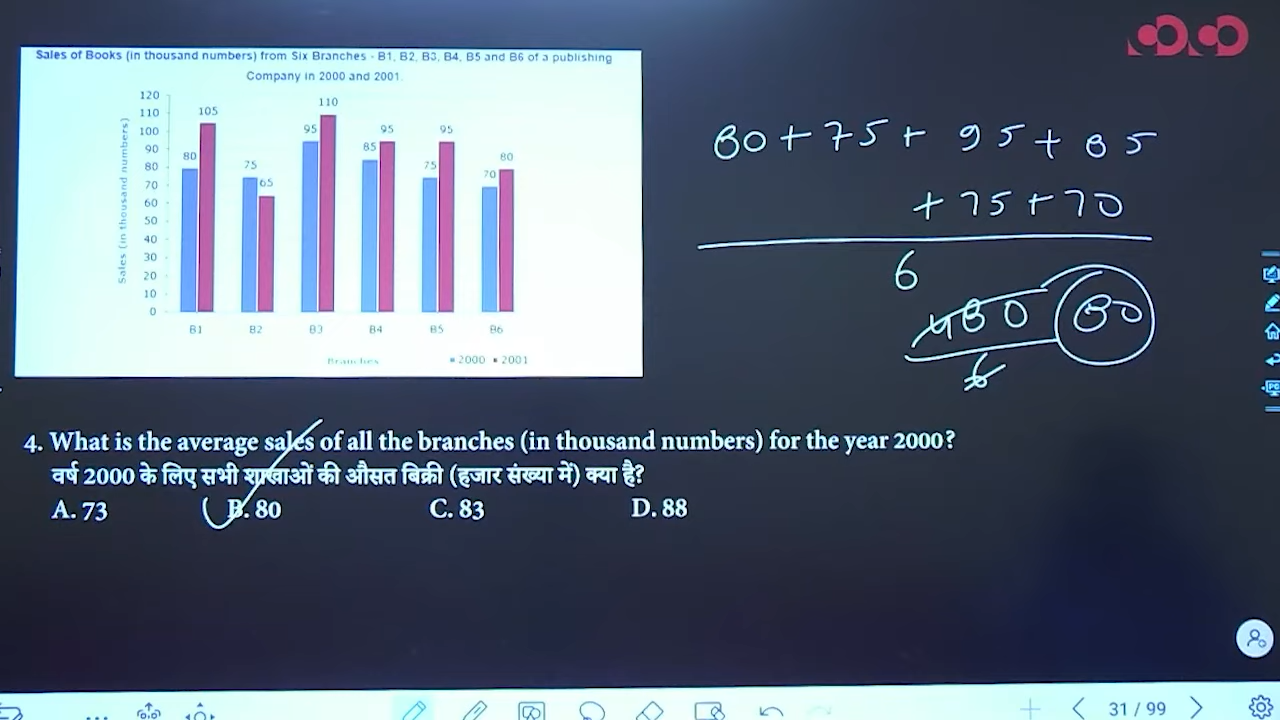 Sales of Books (in thousand numbers) from Six Branches - B1, B2, B3, B4, B5 and B6 of a publishing
Company in 2000 and 2001.
Sales (in thousand numbers)
120
110
100
90
80
70
60
50
40
30
20
10
0
80
105
75
65
95
110
85
95
75
95
70
80
B1
B2
B3
B4
B5
B6
Branches
2000
2001
80+75+ 95+85
+75+70
6
480
6
80
4. What is the average sales of all the branches (in thousand numbers) for the year 2000?
वर्ष 2000 के लिए सभी शाखाओं की औसत बिक्री (हजार संख्या में) क्या है?
A. 73
B. 80
C. 83
D. 88
31 / 99